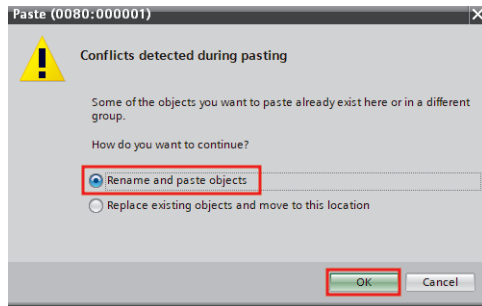 Paste (0080:000001)
Conflicts detected during pasting
Some of the objects you want to paste already exist here or in a different
group.
How do you want to continue?
Rename and paste objects
Replace existing objects and move to this location
OK Cancel